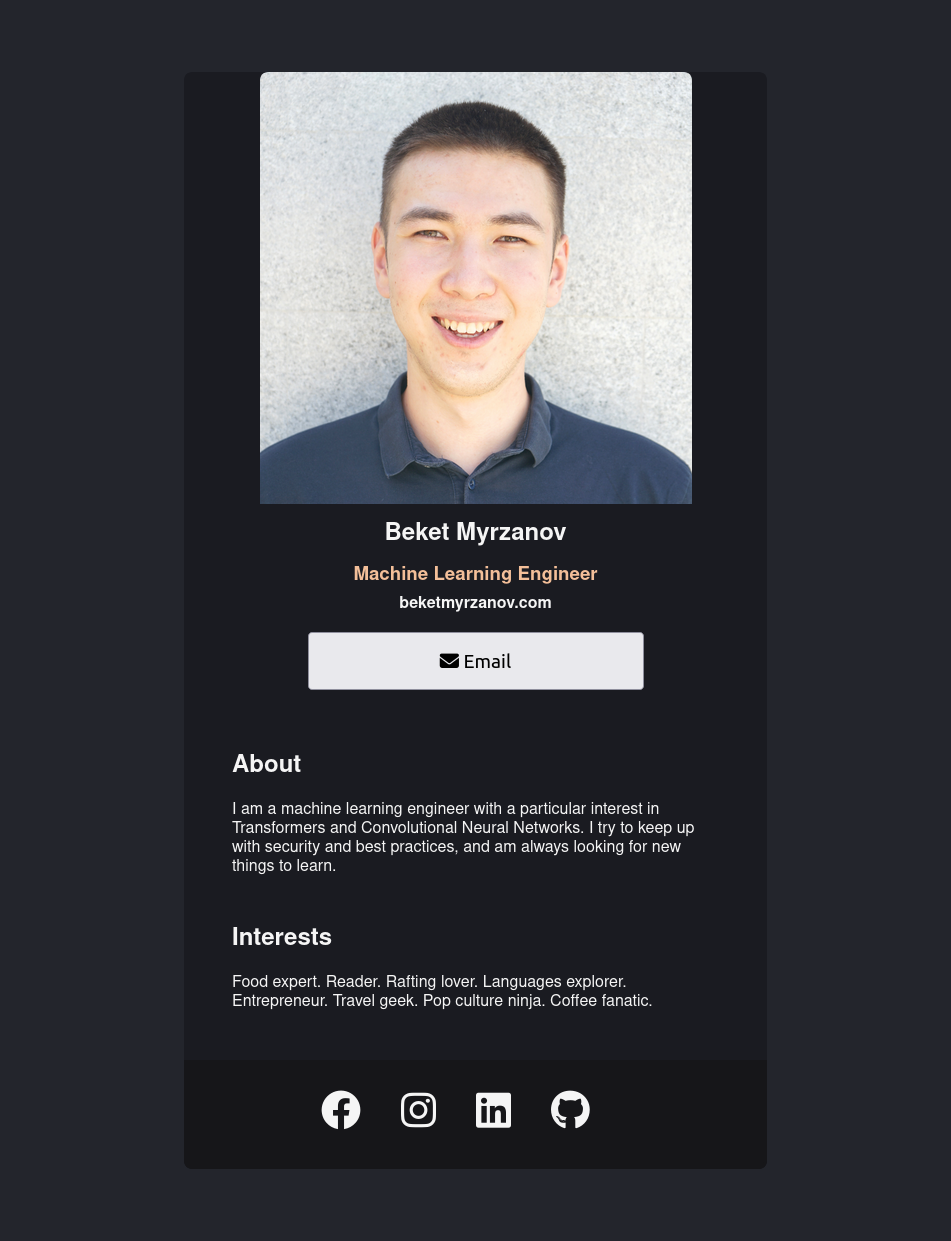 Beket Myrzanov
Machine Learning Engineer
beketmyrzanov.com
Email
About
I am a machine learning engineer with a particular interest in
Transformers and Convolutional Neural Networks. I try to keep up
with security and best practices, and am always looking for new
things to learn.
Interests
Food expert. Reader. Rafting lover. Languages explorer.
Entrepreneur. Travel geek. Pop culture ninja. Coffee fanatic.